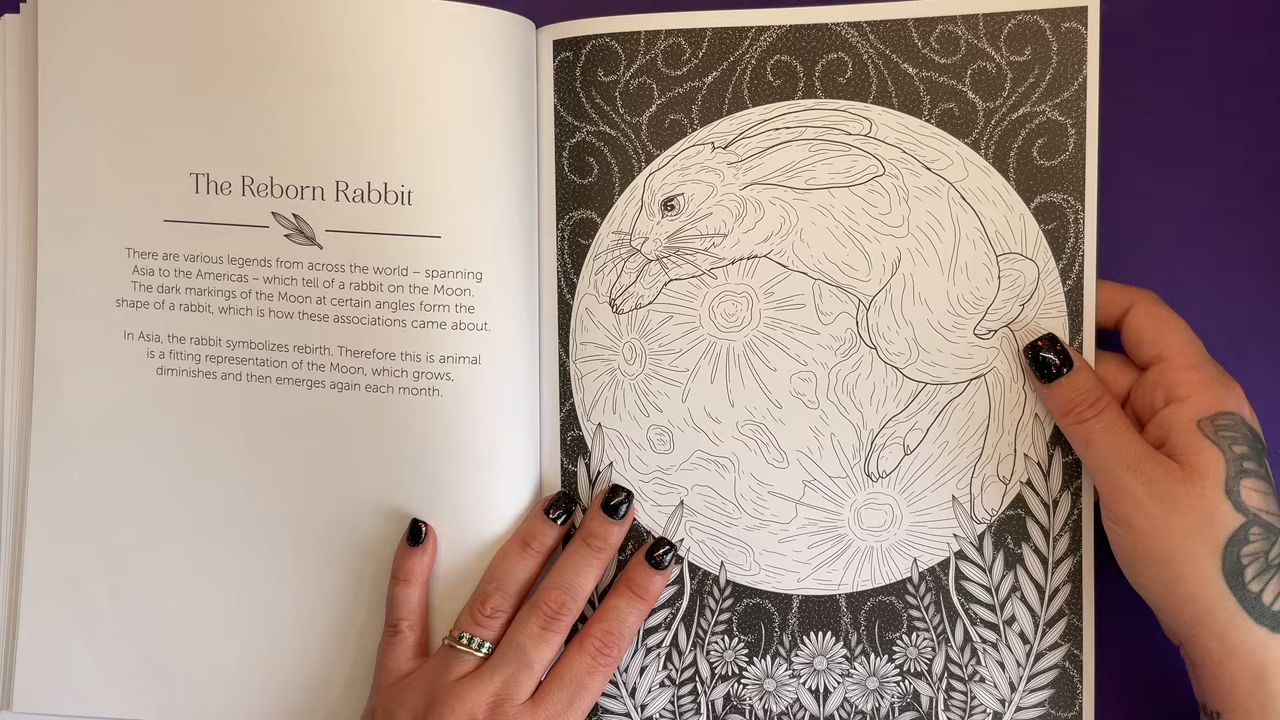 The Reborn Rabbit
There are various legends from across the world – spanning
Asia to the Americas – which tell of a rabbit on the Moon.
The dark markings of the Moon at certain angles form the
shape of a rabbit, which is how these associations came about.
In Asia, the rabbit symbolizes rebirth. Therefore this is animal
is a fitting representation of the Moon, which grows,
diminishes and then emerges again each month.